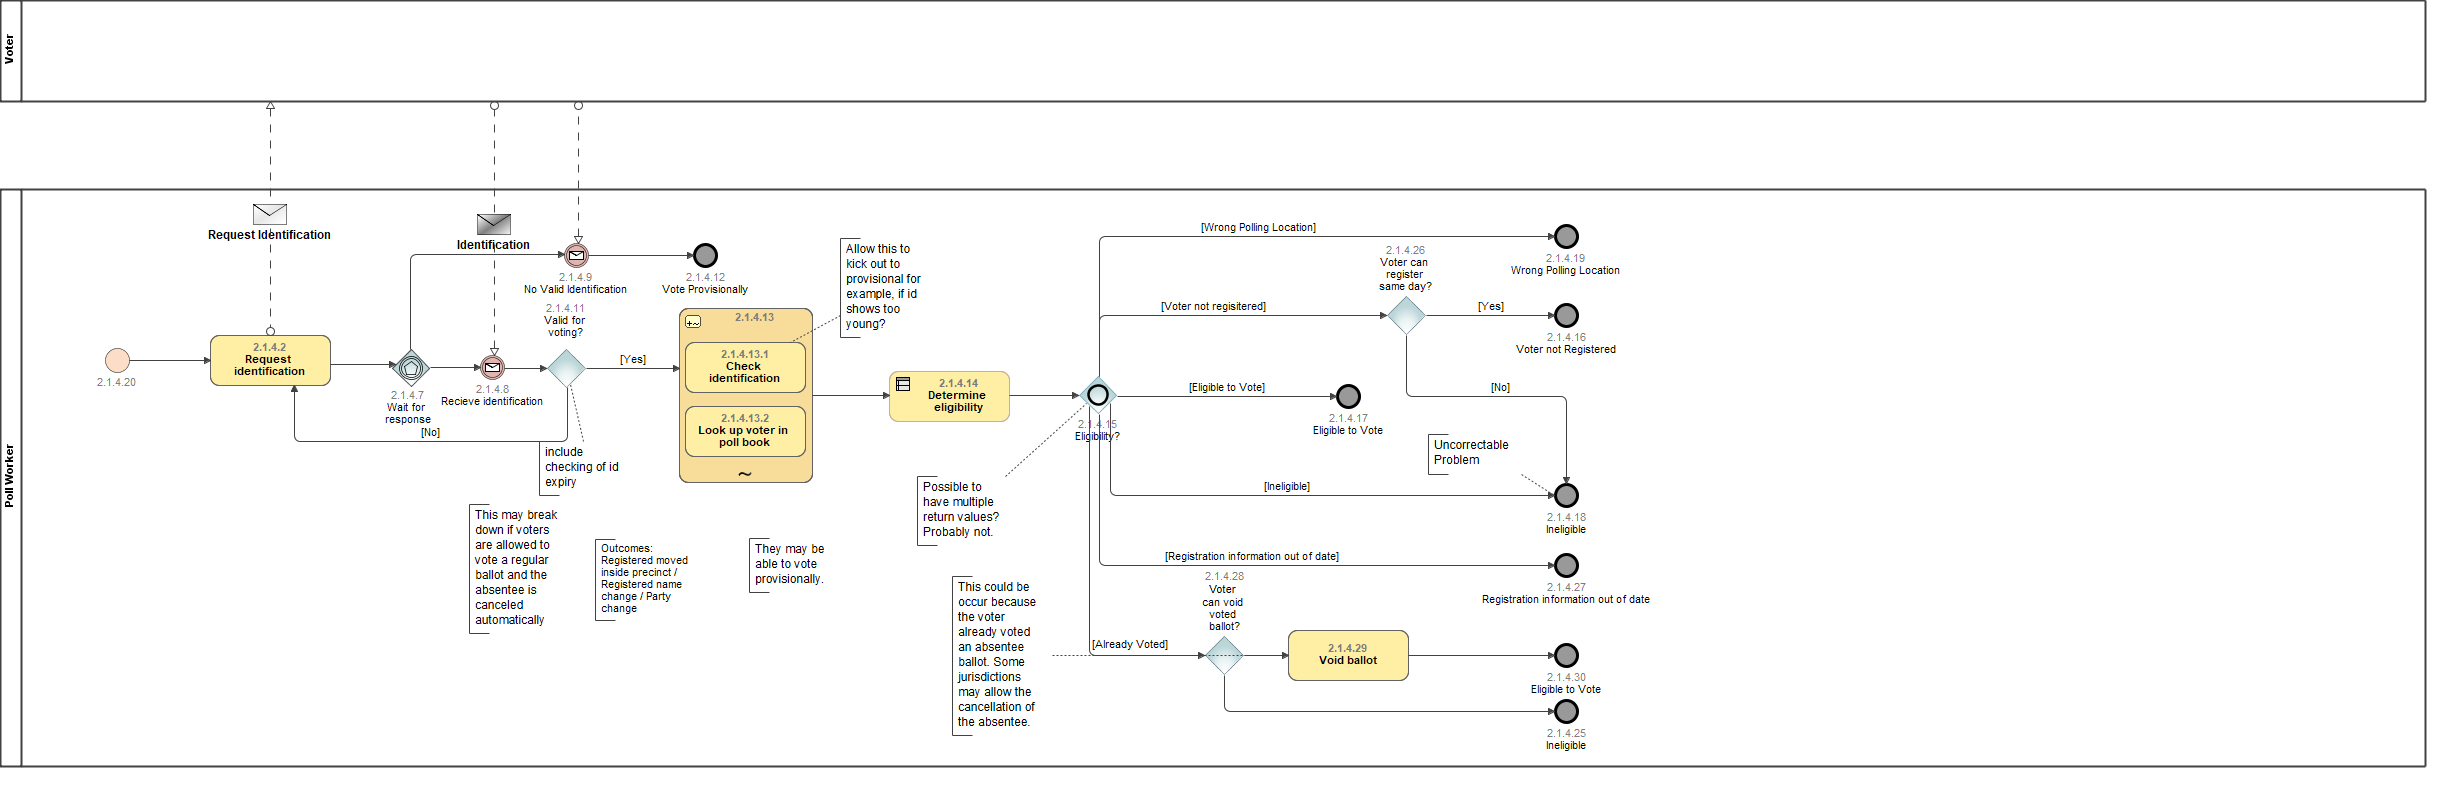 Voter
Poll Worker
Request Identification
Identification
2.1.4.20
2.1.4.2
Request
identification
2.1.4.7
Wait for
response
2.1.4.8
Recieve identification
2.1.4.9
No Valid Identification
2.1.4.12
Vote Provisionally
2.1.4.11
Valid for
voting?
[Yes]
[No]
include
checking of id
expiry
2.1.4.13
2.1.4.13.1
Check
identification
2.1.4.13.2
Look up voter in
poll book
Allow this to
kick out to
provisional for
example, if id
shows too
young?
This may break
down if voters
are allowed to
vote a regular
ballot and the
absentee is
canceled
automatically
Outcomes:
Registered moved
inside precinct /
Registered name
change / Party
change
They may be
able to vote
provisionally.
2.1.4.14
Determine
eligibility
2.1.4.15
Eligibility?
Possible to
have multiple
return values?
Probably not.
This could be
occur because
the voter
already voted
an absentee
ballot. Some
jurisdictions
may allow the
cancellation of
the absentee.
[Wrong Polling Location]
2.1.4.19
Wrong Polling Location
[Voter not regisitered]
2.1.4.26
Voter can
register
same day?
[Yes]
2.1.4.16
Voter not Registered
[No]
[Eligible to Vote]
2.1.4.17
Eligible to Vote
Uncorrectable
Problem
[Ineligible]
2.1.4.18
Ineligible
[Registration information out of date]
2.1.4.27
Registration information out of date
[Already Voted]
2.1.4.28
Voter
can void
voted
ballot?
2.1.4.29
Void ballot
2.1.4.30
Eligible to Vote
2.1.4.25
Ineligible